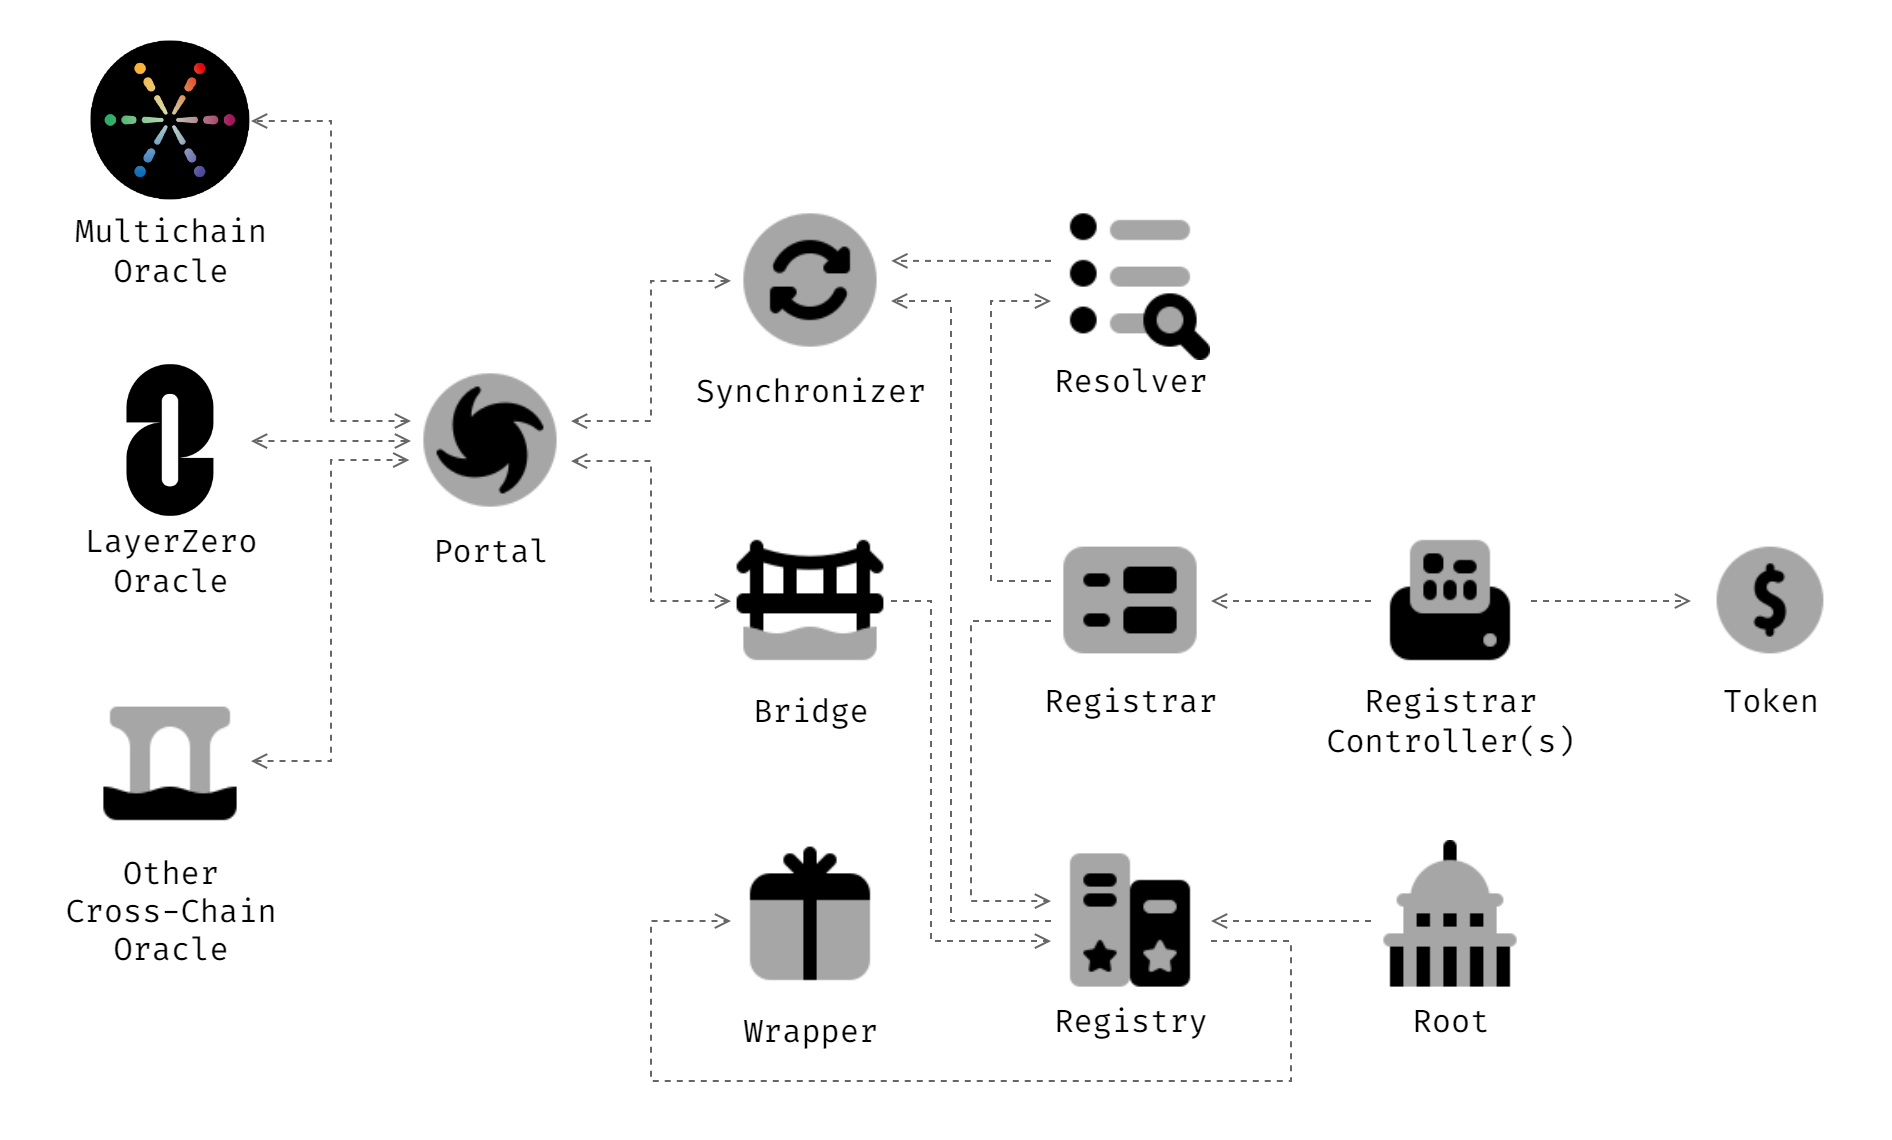 Multichain
Oracle
LayerZero
Oracle
Other
Cross-Chain
Oracle
Portal
Synchronizer
Resolver
Bridge
Registrar
Registrar
Controller(s)
Token
Wrapper
Registry
Root